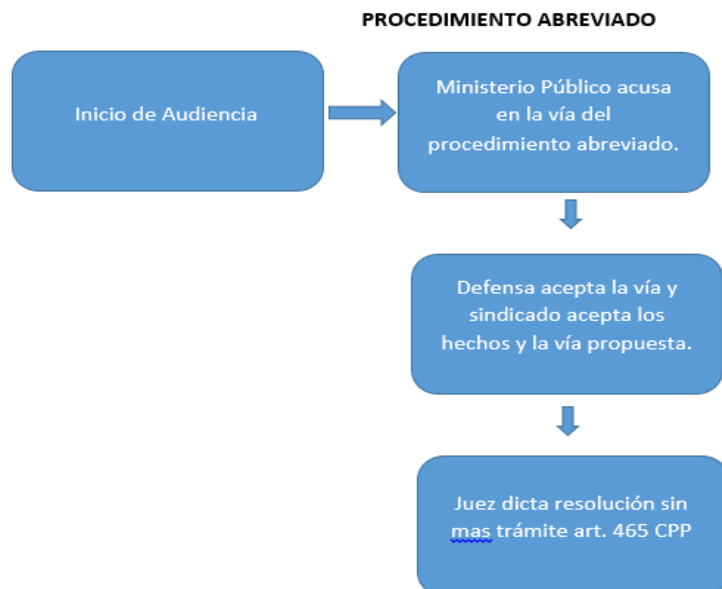 PROCEDIMIENTO ABREVIADO
Inicio de Audiencia
Ministerio Público acusa
en la vía del
procedimiento abreviado.
Defensa acepta la vía y
sindicado acepta los
hechos y la vía propuesta.
Juez dicta resolución sin
mas trámite art. 465 CPP